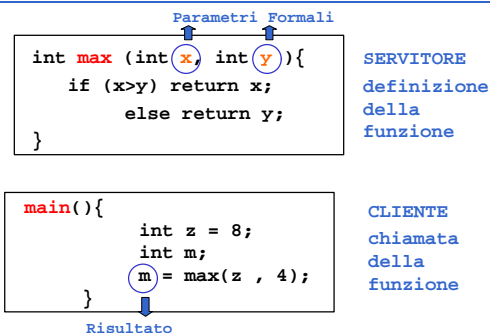 Parametri Formali
int max (int x, int y ){
if (x>y) return x;
else return y;
}
SERVITORE
definizione
della
funzione
main(){
int z = 8;
int m;
m = max(z , 4);
}
CLIENTE
chiamata
della
funzione
Risultato